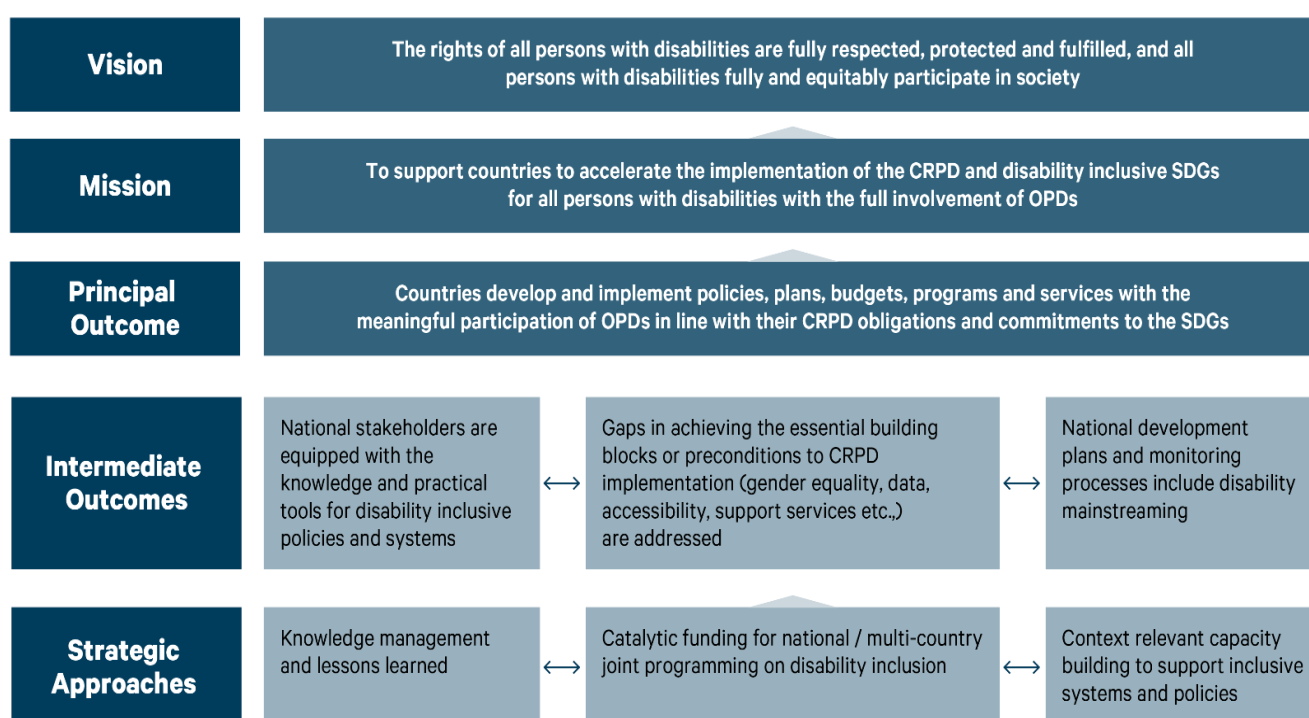 Vision
The rights of all persons with disabilities are fully respected, protected and fulfilled, and all
persons with disabilities fully and equitably participate in society
Mission
To support countries to accelerate the implementation of the CRPD and disability inclusive SDGs
for all persons with disabilities with the full involvement of OPDs
Principal
Outcome
Countries develop and implement policies, plans, budgets, programs and services with the
meaningful participation of OPDs in line with their CRPD obligations and commitments to the SDGs
Intermediate
Outcomes
National stakeholders are
equipped with the
knowledge and practical
tools for disability inclusive
policies and systems
Gaps in achieving the essential building
blocks or preconditions to CRPD
implementation (gender equality, data,
accessibility, support services etc.,)
are addressed
National development
plans and monitoring
processes include disability
mainstreaming
Strategic
Approaches
Knowledge management
and lessons learned
Catalytic funding for national / multi-country
joint programming on disability inclusion
Context relevant capacity
building to support inclusive
systems and policies